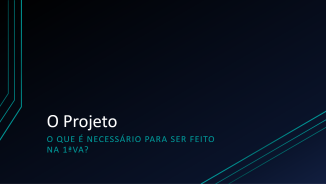 O Projeto
O QUE É NECESSÁRIO PARA SER FEITO
NA 1ªVA?